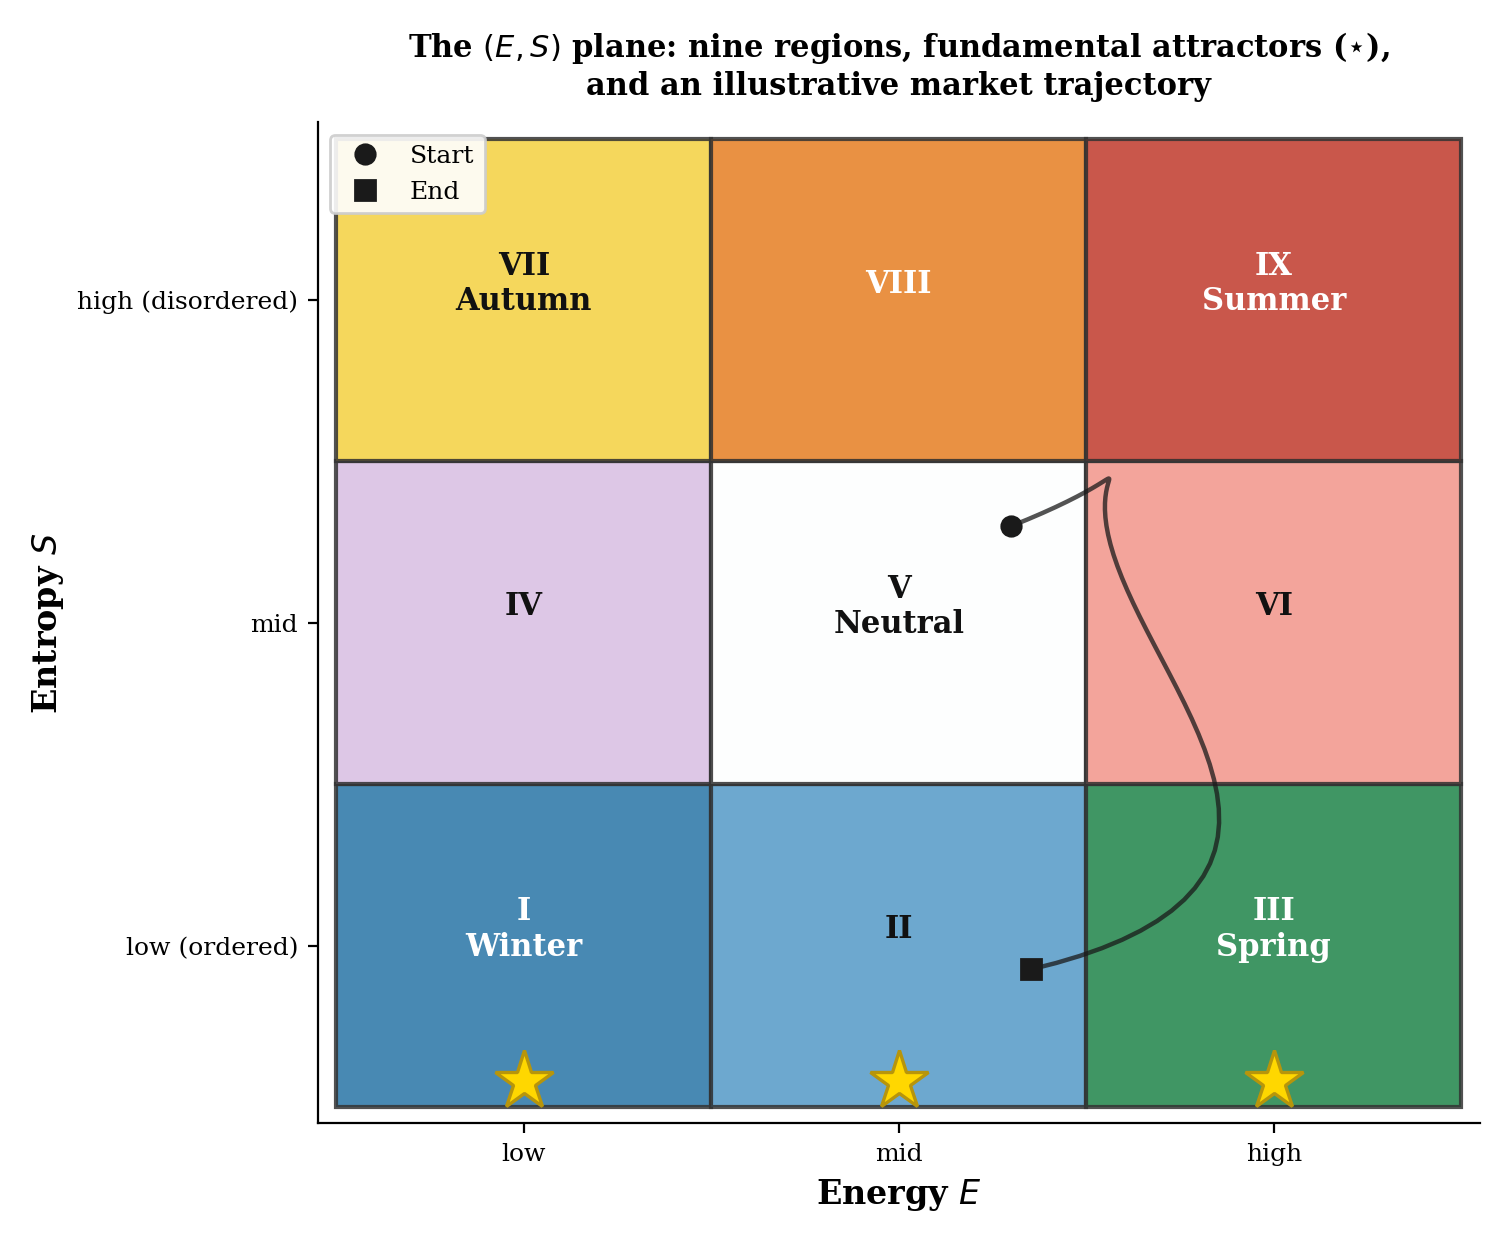 The (E, S) plane: nine regions, fundamental attractors (⋆),
and an illustrative market trajectory
Start
End
VII
Autumn
VIII
IX
Summer
high (disordered)
IV
V
Neutral
VI
mid
I
Winter
II
III
Spring
low (ordered)
Entropy S
low
mid
high
Energy E